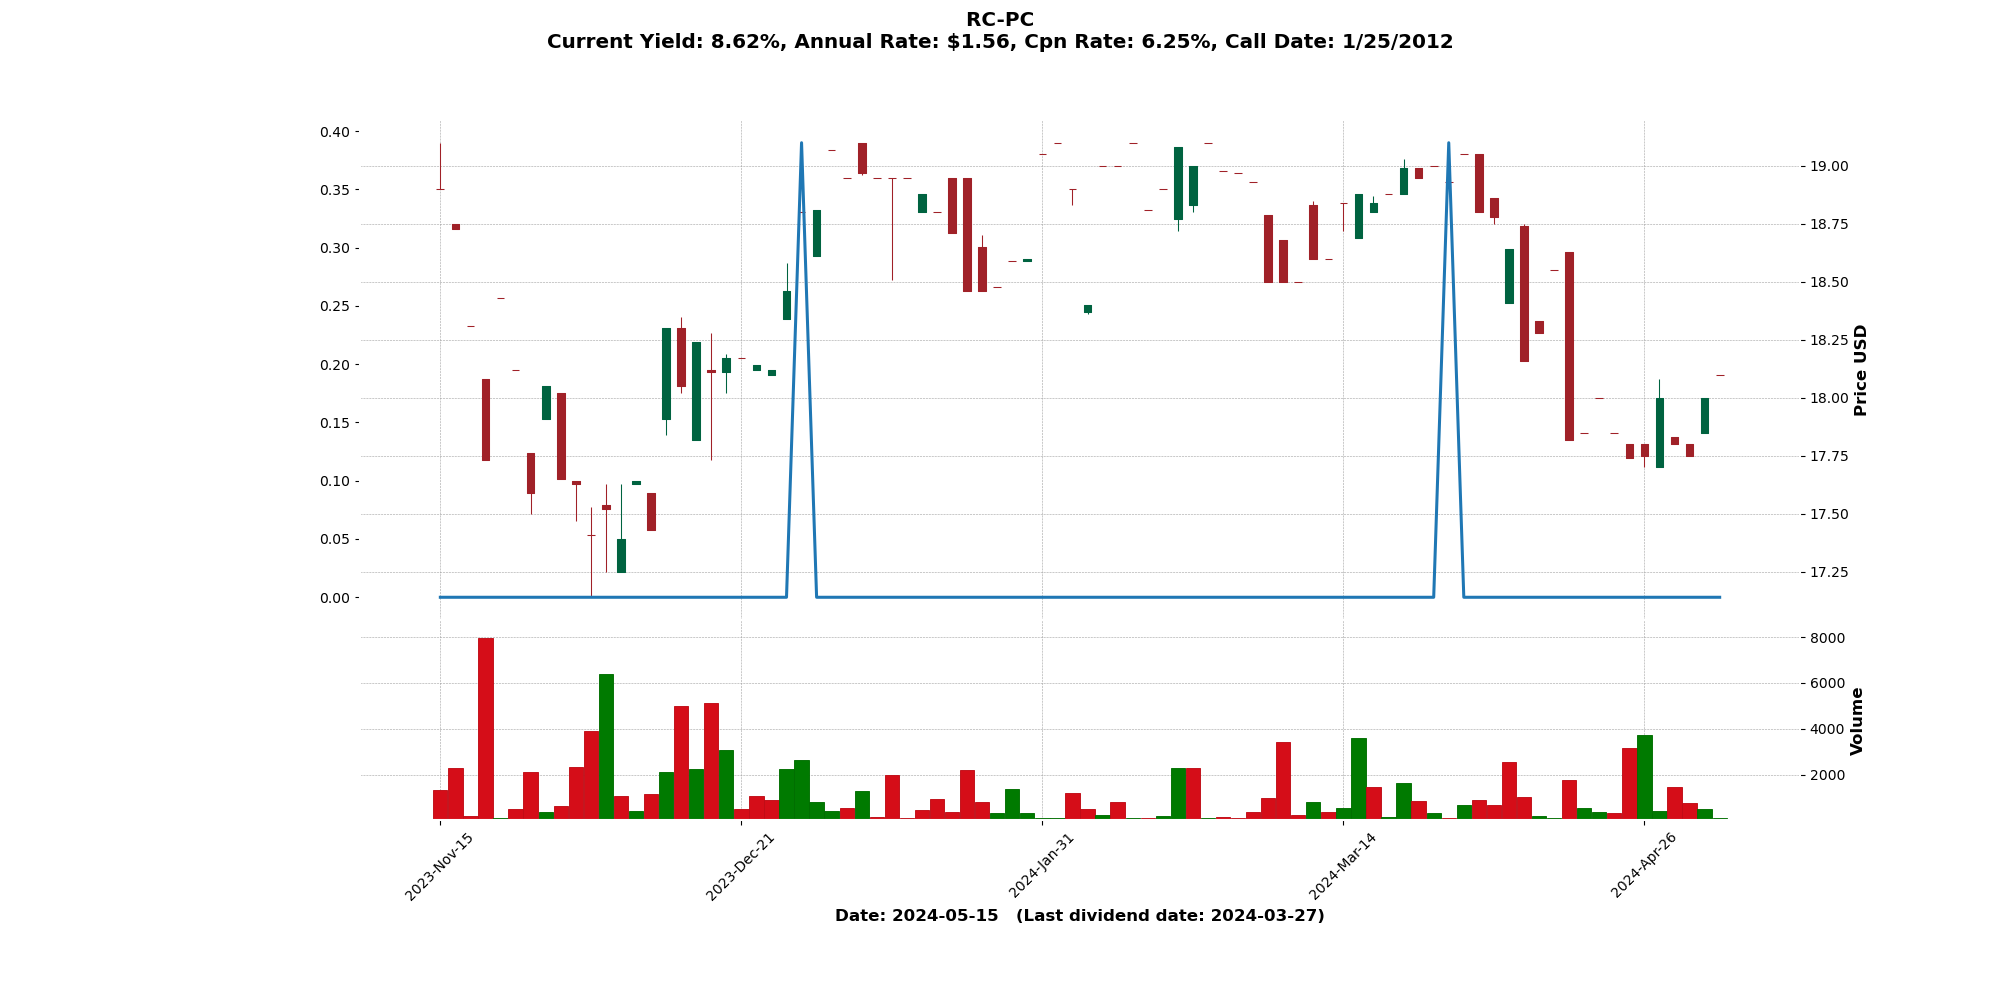 RC-PC
Current Yield: 8.62%, Annual Rate: $1.56, Cpn Rate: 6.25%, Call Date: 1/25/2012
0.40
0.35
0.30
0.25
0.20
0.15
0.10
0.05
0.00
19.00
18.75
18.50
18.25
18.00
17.75
17.50
17.25
Price USD
8000
6000
4000
2000
Volume
2023-Nov-15
2023-Dec-21
2024-Jan-31
2024-Mar-14
2024-Apr-26
Date: 2024-05-15 (Last dividend date: 2024-03-27)